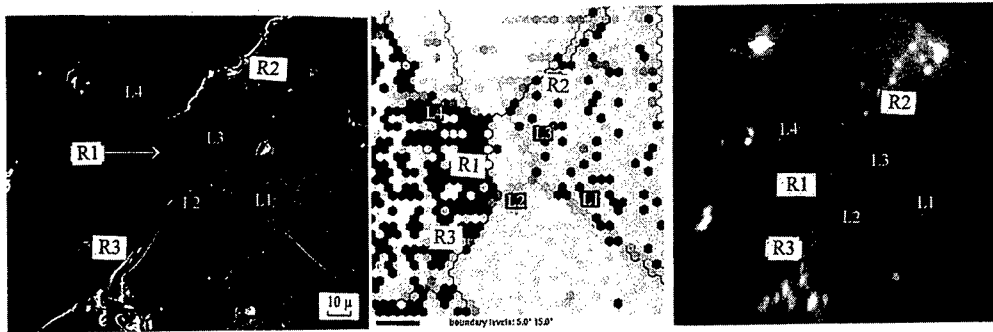 R2
L4
R1
L3
L2
L1
R3
10 μ
R2
L4
L3
R1
L2
L1
R3
boundary levels: 5.0° 15.0°
R2
L4
L3
R1
L2
L1
R3